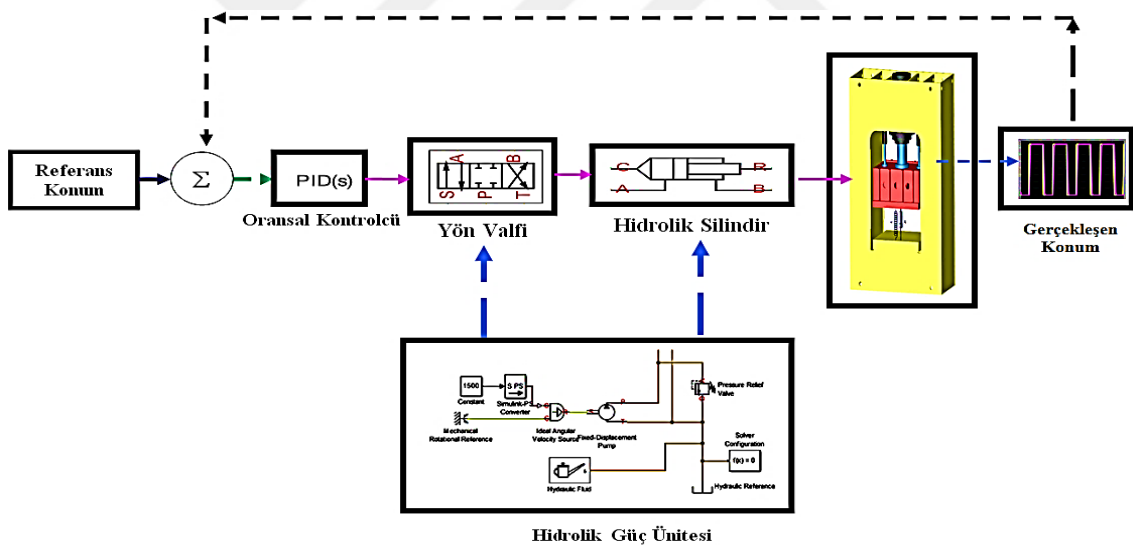 Referans
Konum
Σ
PID(s)
Oransal Kontrolcü
A
B
S
P
T
Yön Valfi
C
R
A
B
Hidrolik Silindir
Gerçekleşen
Konum
1500
Constant
S PS
Simulink-PS
Converter
Mechanical
Rotational Reference
Ideal Angular
Velocity Source
Fixed-Displacement
Pump
P
T
Pressure Relief
Valve
Solver
Configuration
f(x) = 0
Hydraulic Fluid
Hydraulic Reference
Hidrolik Güç Ünitesi